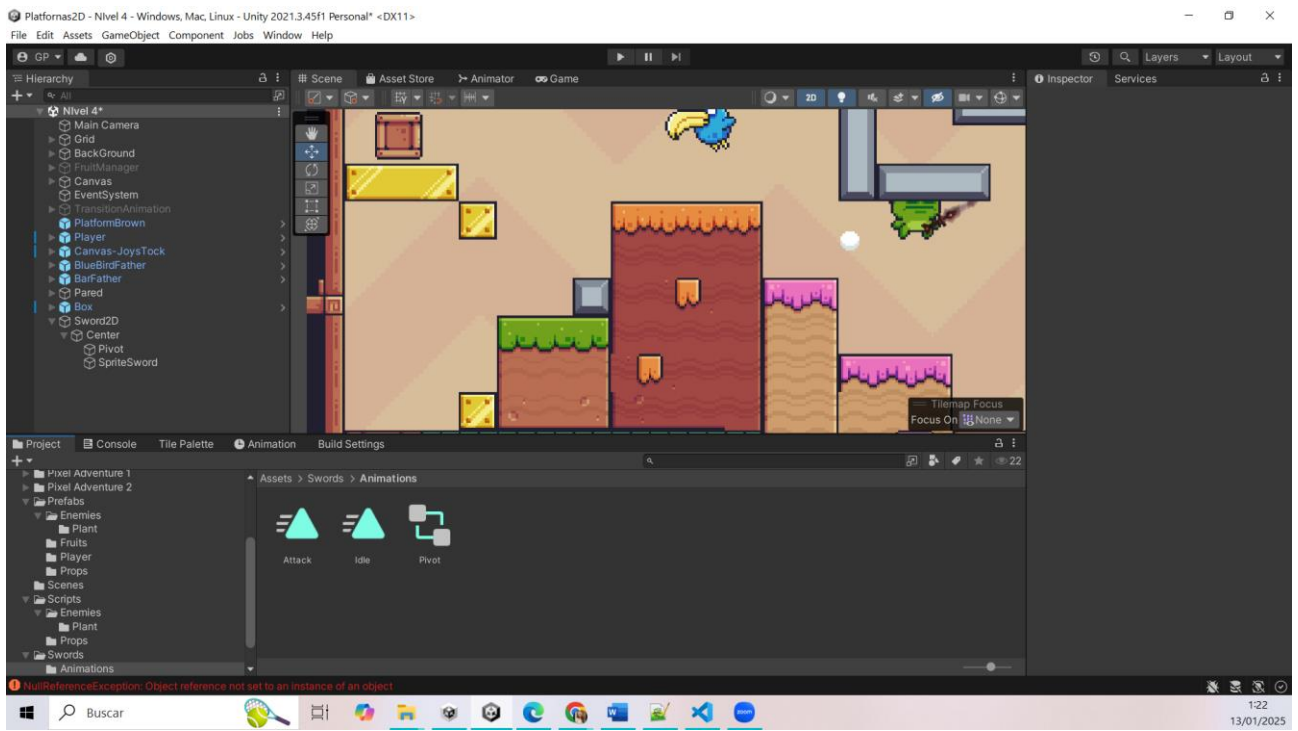 Platfornas2D - NIvel 4 - Windows, Mac, Linux - Unity 2021.3.45f1 Personal* <DX11>
File Edit Assets GameObject Component Jobs Window Help
GP
Layers
Layout
Hierarchy
Scene
Asset Store
Animator
Game
Inspector
Services
All
2D
NIvel 4*
Main Camera
Grid
BackGround
FruitManager
Canvas
EventSystem
TransitionAnimation
PlatformBrown
Player
Canvas-JoysTock
BlueBirdFather
BarFather
Pared
Box
Sword2D
Center
Pivot
SpriteSword
Tilemap Focus
Focus On None
Project
Console
Tile Palette
Animation
Build Settings
22
Pixel Adventure 1
Pixel Adventure 2
Prefabs
Enemies
Plant
Fruits
Player
Props
Scenes
Scripts
Enemies
Plant
Props
Swords
Animations
Assets > Swords > Animations
Attack
Idle
Pivot
NullReferenceException: Object reference not set to an instance of an object
Buscar
zoom
1:22
13/01/2025